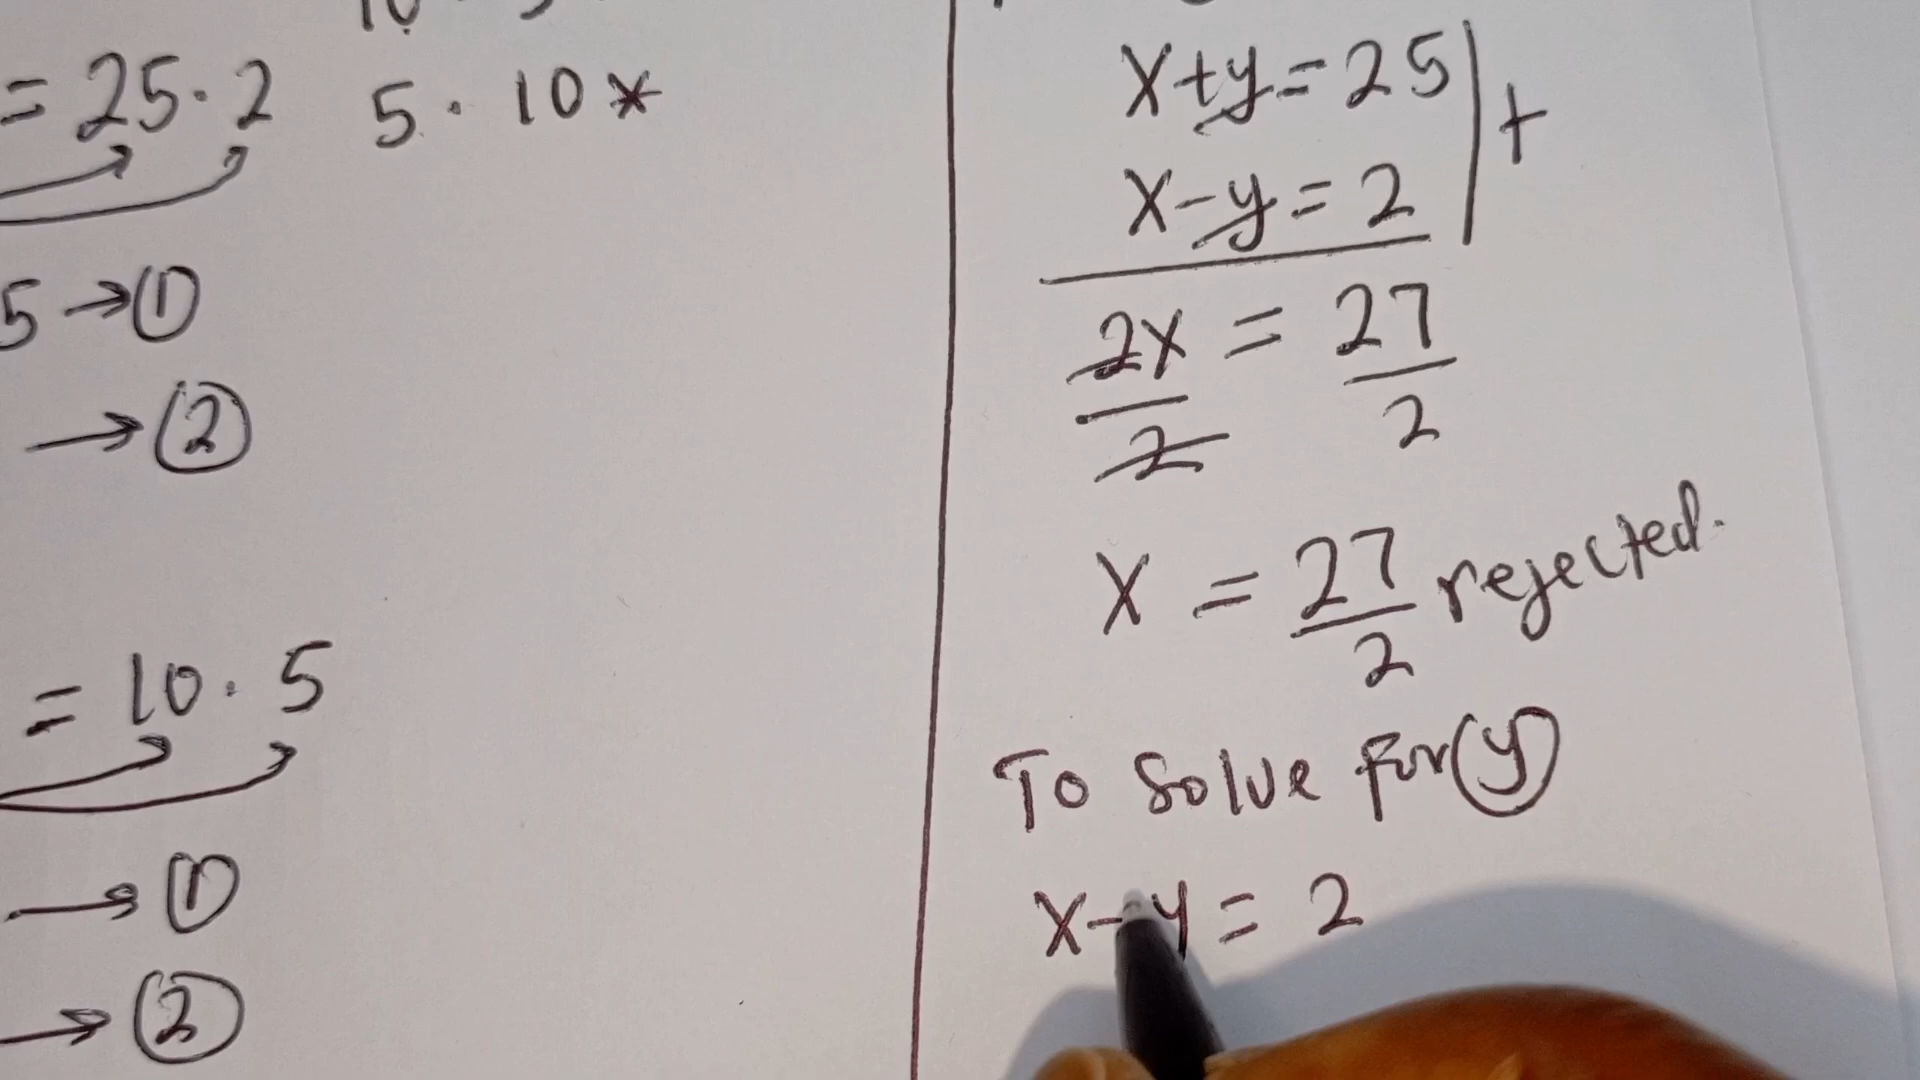 = 25·2 5·10*
5 → ①
→ ②
= 10·5
→ ①
→ ②
x+y=25 | +
x-y=2
2x/2 = 27/2
x = 27/2 rejected.
To Solve for (y)
x-y = 2